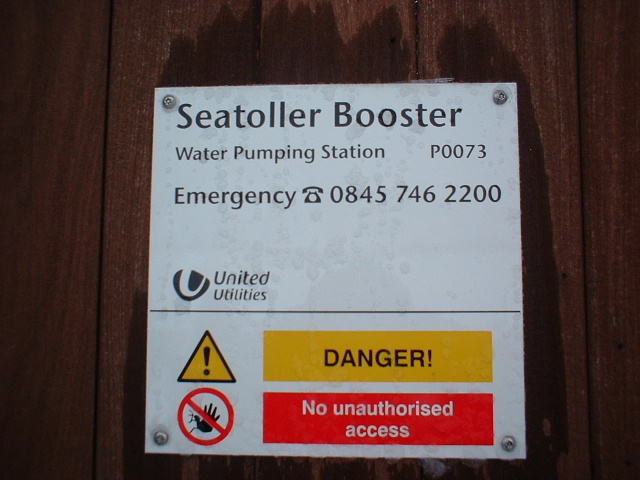 Seatoller Booster
Water Pumping Station P0073
Emergency ☎ 0845 746 2200
United
Utilities
DANGER!
No unauthorised
access